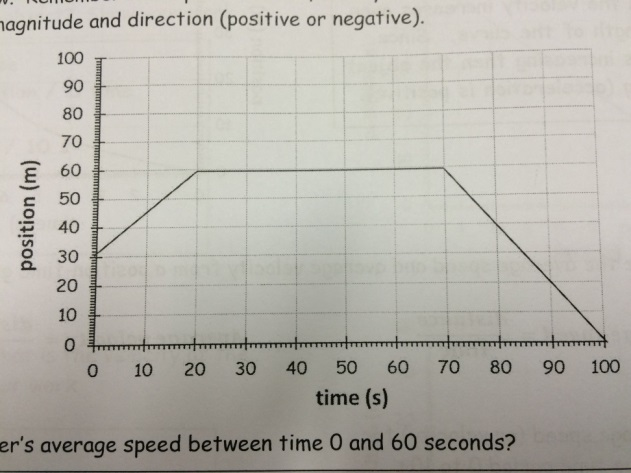 magnitude and direction (positive or negative).
100
90
80
70
60
50
40
30
20
10
0
position (m)
0 10 20 30 40 50 60 70 80 90 100
time (s)
er's average speed between time 0 and 60 seconds?